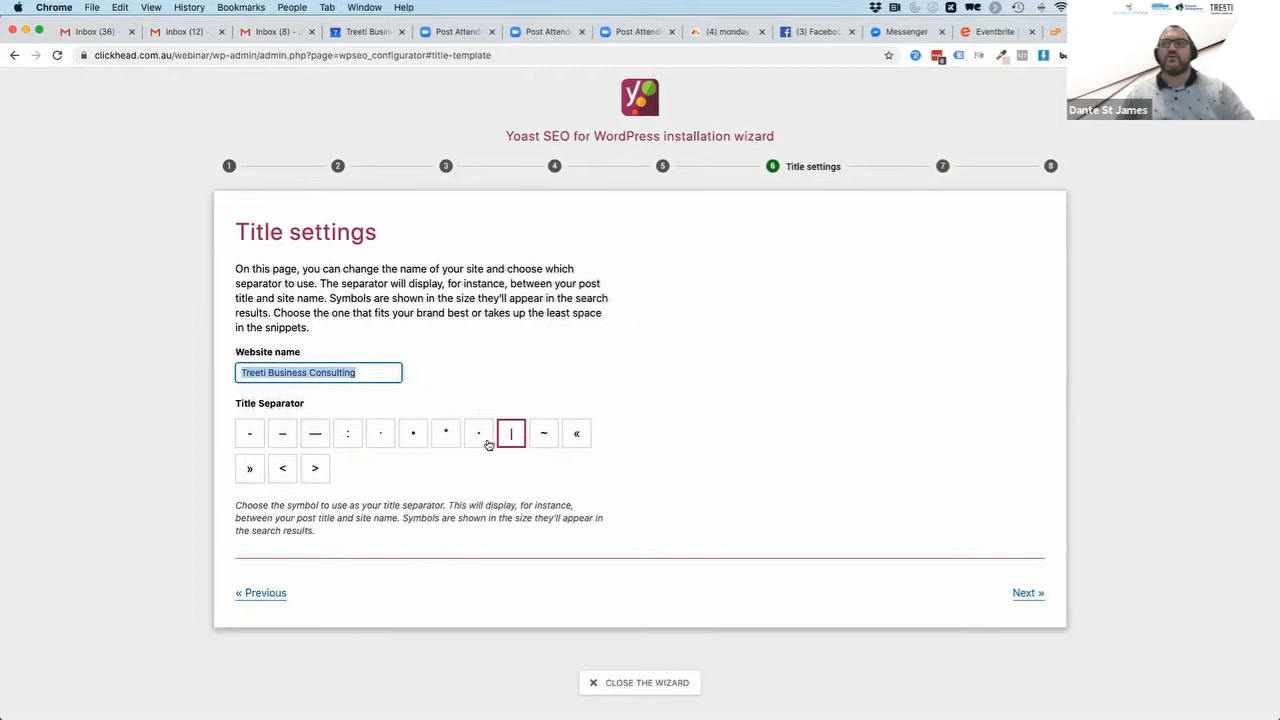 Chrome File Edit View History Bookmarks People Tab Window Help
Inbox (36) Inbox (12) Inbox (8) Treeti Busin Post Attend Post Attend Post Attend (4) monday Facebook Messenger Eventbrite
clickhead.com.au/webinar/wp-admin/admin.php?page= _configurator#title-template
TREETI
Dante St James
y
Yoast SEO for WordPress installation wizard
1 2 3 4 5 6 Title settings 7 8
Title settings
On this page, you can change the name of your site and choose which
separator to use. The separator will display, for instance, between your post
title and site name. Symbols are shown in the size they'll appear in the search
results. Choose the one that fits your brand best or takes up the least space
in the snippets.
Website name
Treeti Business Consulting
Title Separator
- – — : · • * ⋆ | ~ «
» < >
Choose the symbol to use as your title separator. This will display, for instance,
between your post title and site name. Symbols are shown in the size they'll appear in
the search results.
« Previous
Next »
× CLOSE THE WIZARD